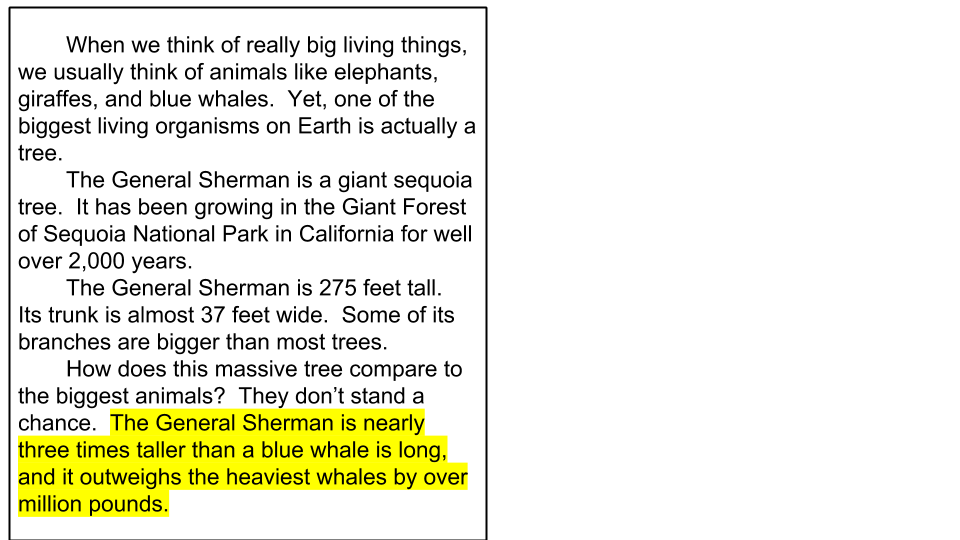 When we think of really big living things,
we usually think of animals like elephants,
giraffes, and blue whales.  Yet, one of the
biggest living organisms on Earth is actually a
tree.
The General Sherman is a giant sequoia
tree.  It has been growing in the Giant Forest
of Sequoia National Park in California for well
over 2,000 years.
The General Sherman is 275 feet tall.
Its trunk is almost 37 feet wide.  Some of its
branches are bigger than most trees.
How does this massive tree compare to
the biggest animals?  They don’t stand a
chance.  The General Sherman is nearly
three times taller than a blue whale is long,
and it outweighs the heaviest whales by over
million pounds.